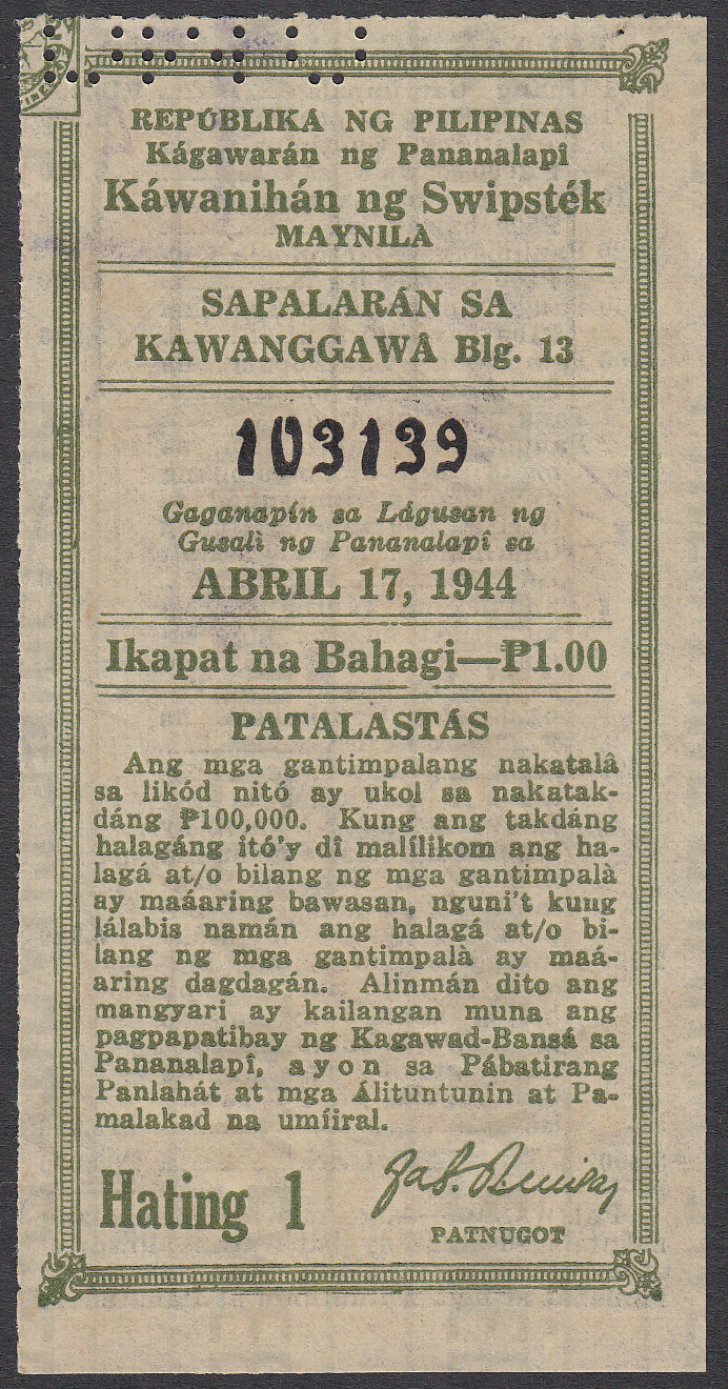 REPÚBLIKA NG PILIPINAS
Kágawarán ng Pananalapî
Káwanihán ng Swipsték
MAYNILÀ
SAPALARÁN SA
KAWANGGAWÂ Blg. 13
103139
Gaganapín sa Lágusan ng
Gusalì ng Pananalapî sa
ABRIL 17, 1944
Ikapat na Bahagi—₱1.00
PATALASTÁS
Ang mga gantimpalang nakatalâ
sa likód nitó ay ukol sa nakatak-
dáng ₱100,000. Kung ang takdáng
halagáng itó'y dî malílikom ang ha-
lagá at/o bilang ng mga gantimpalà
ay maáaring bawasan, nguni't kung
lálabis namán ang halagá at/o bi-
lang ng mga gantimpalà ay maá-
aring dagdagán. Alinmán dito ang
mangyari ay kailangan muna ang
pagpapatibay ng Kagawad-Bansá sa
Pananalapî, ayon sa Pábatirang
Panlahát at mga Álituntunin at Pa-
malakad na umíiral.
Hating 1
PATNUGOT